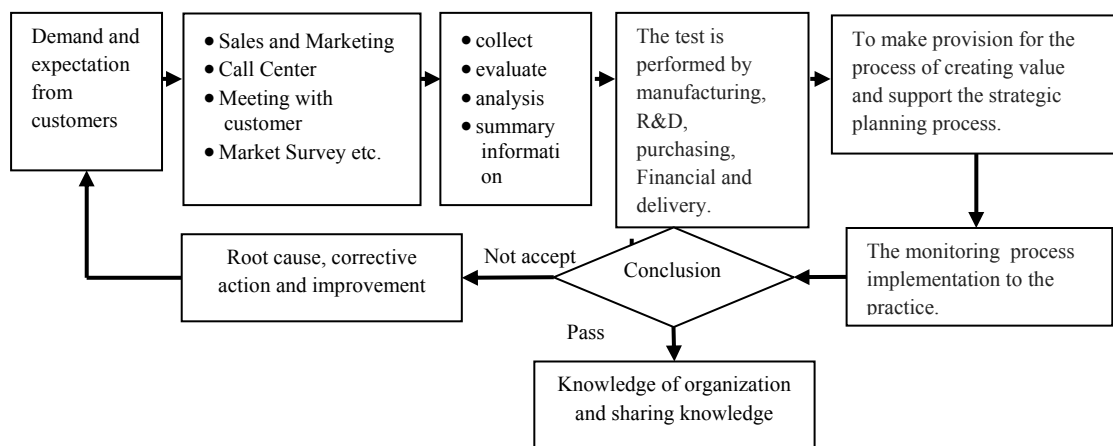 Demand and
expectation
from
customers
• Sales and Marketing
• Call Center
• Meeting with
customer
• Market Survey etc.
• collect
• evaluate
• analysis
• summary
informati
on
The test is
performed by
manufacturing,
R&D,
purchasing,
Financial and
delivery.
To make provision for the
process of creating value
and support the strategic
planning process.
The monitoring process
implementation to the
practice.
Conclusion
Not accept
Root cause, corrective
action and improvement
Pass
Knowledge of organization
and sharing knowledge